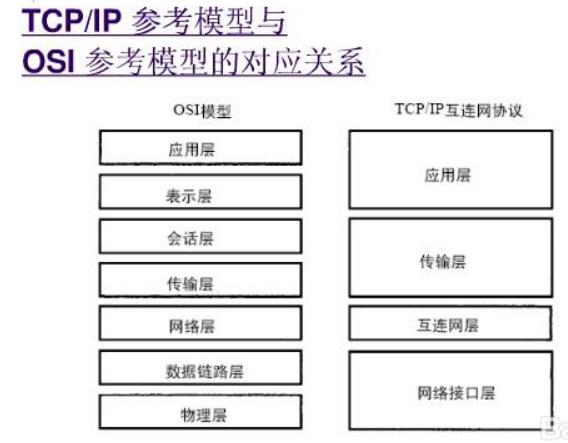 TCP/IP 参考模型与
OSI 参考模型的对应关系
OSI模型
应用层
表示层
会话层
传输层
网络层
数据链路层
物理层
TCP/IP互连网协议
应用层
传输层
互连网层
网络接口层